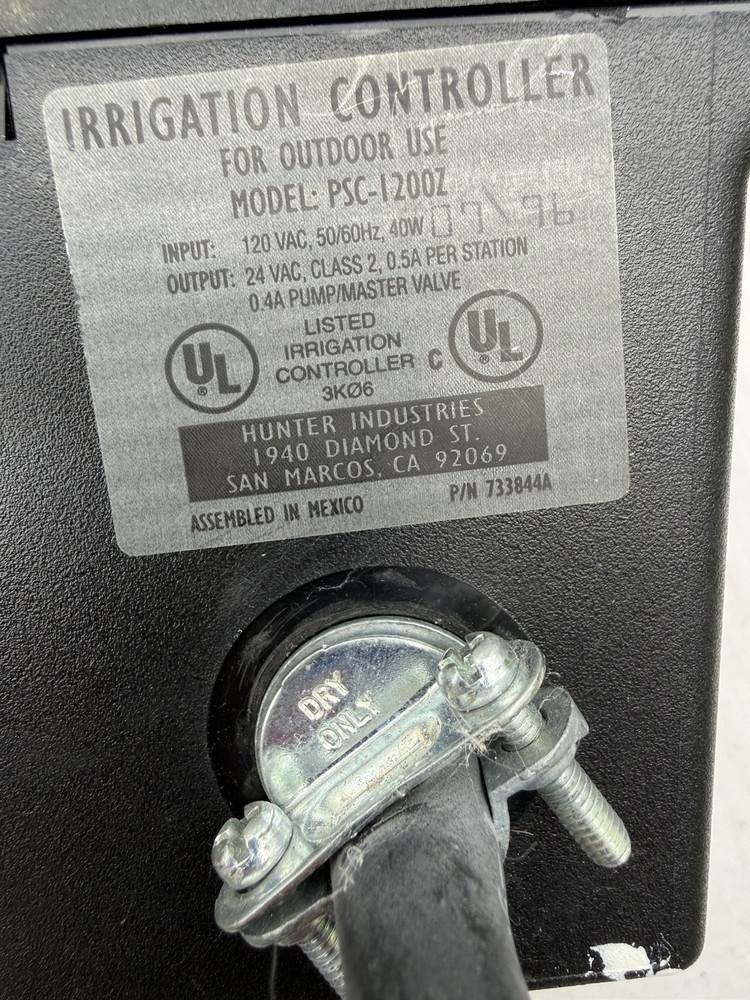 IRRIGATION CONTROLLER
FOR OUTDOOR USE
MODEL: PSC-1200Z
07\96
INPUT: 120 VAC, 50/60Hz, 40W
OUTPUT: 24 VAC, CLASS 2, 0.5A PER STATION
0.4A PUMP/MASTER VALVE
UL ®
LISTED
IRRIGATION
CONTROLLER
3KØ6
C UL ®
HUNTER INDUSTRIES
1940 DIAMOND ST.
SAN MARCOS, CA 92069
ASSEMBLED IN MEXICO P/N 733844A
DRY
ONLY